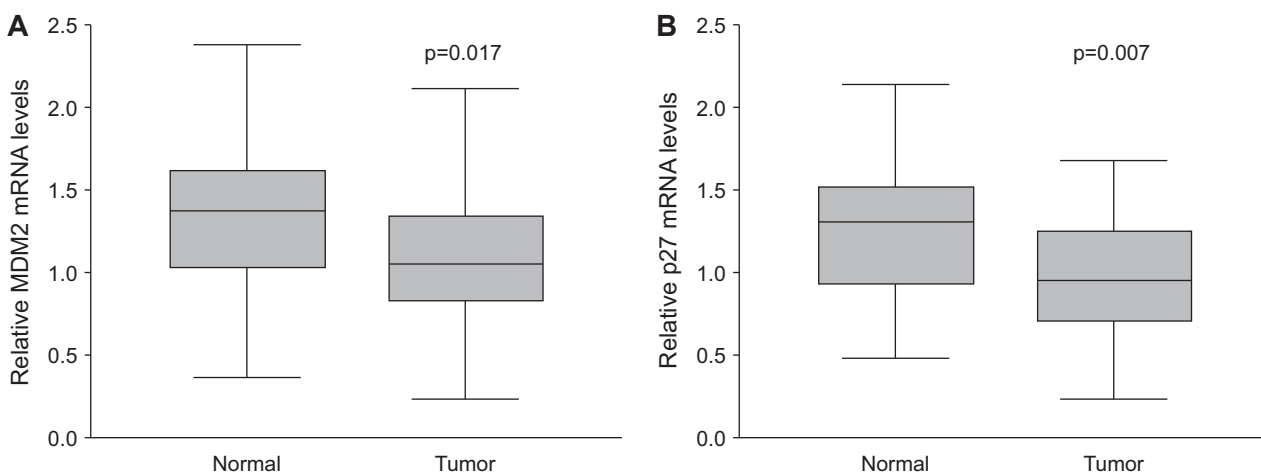 A
Relative MDM2 mRNA levels
2.5
2.0
1.5
1.0
0.5
0.0
p=0.017
Normal
Tumor
B
Relative p27 mRNA levels
2.5
2.0
1.5
1.0
0.5
0.0
p=0.007
Normal
Tumor